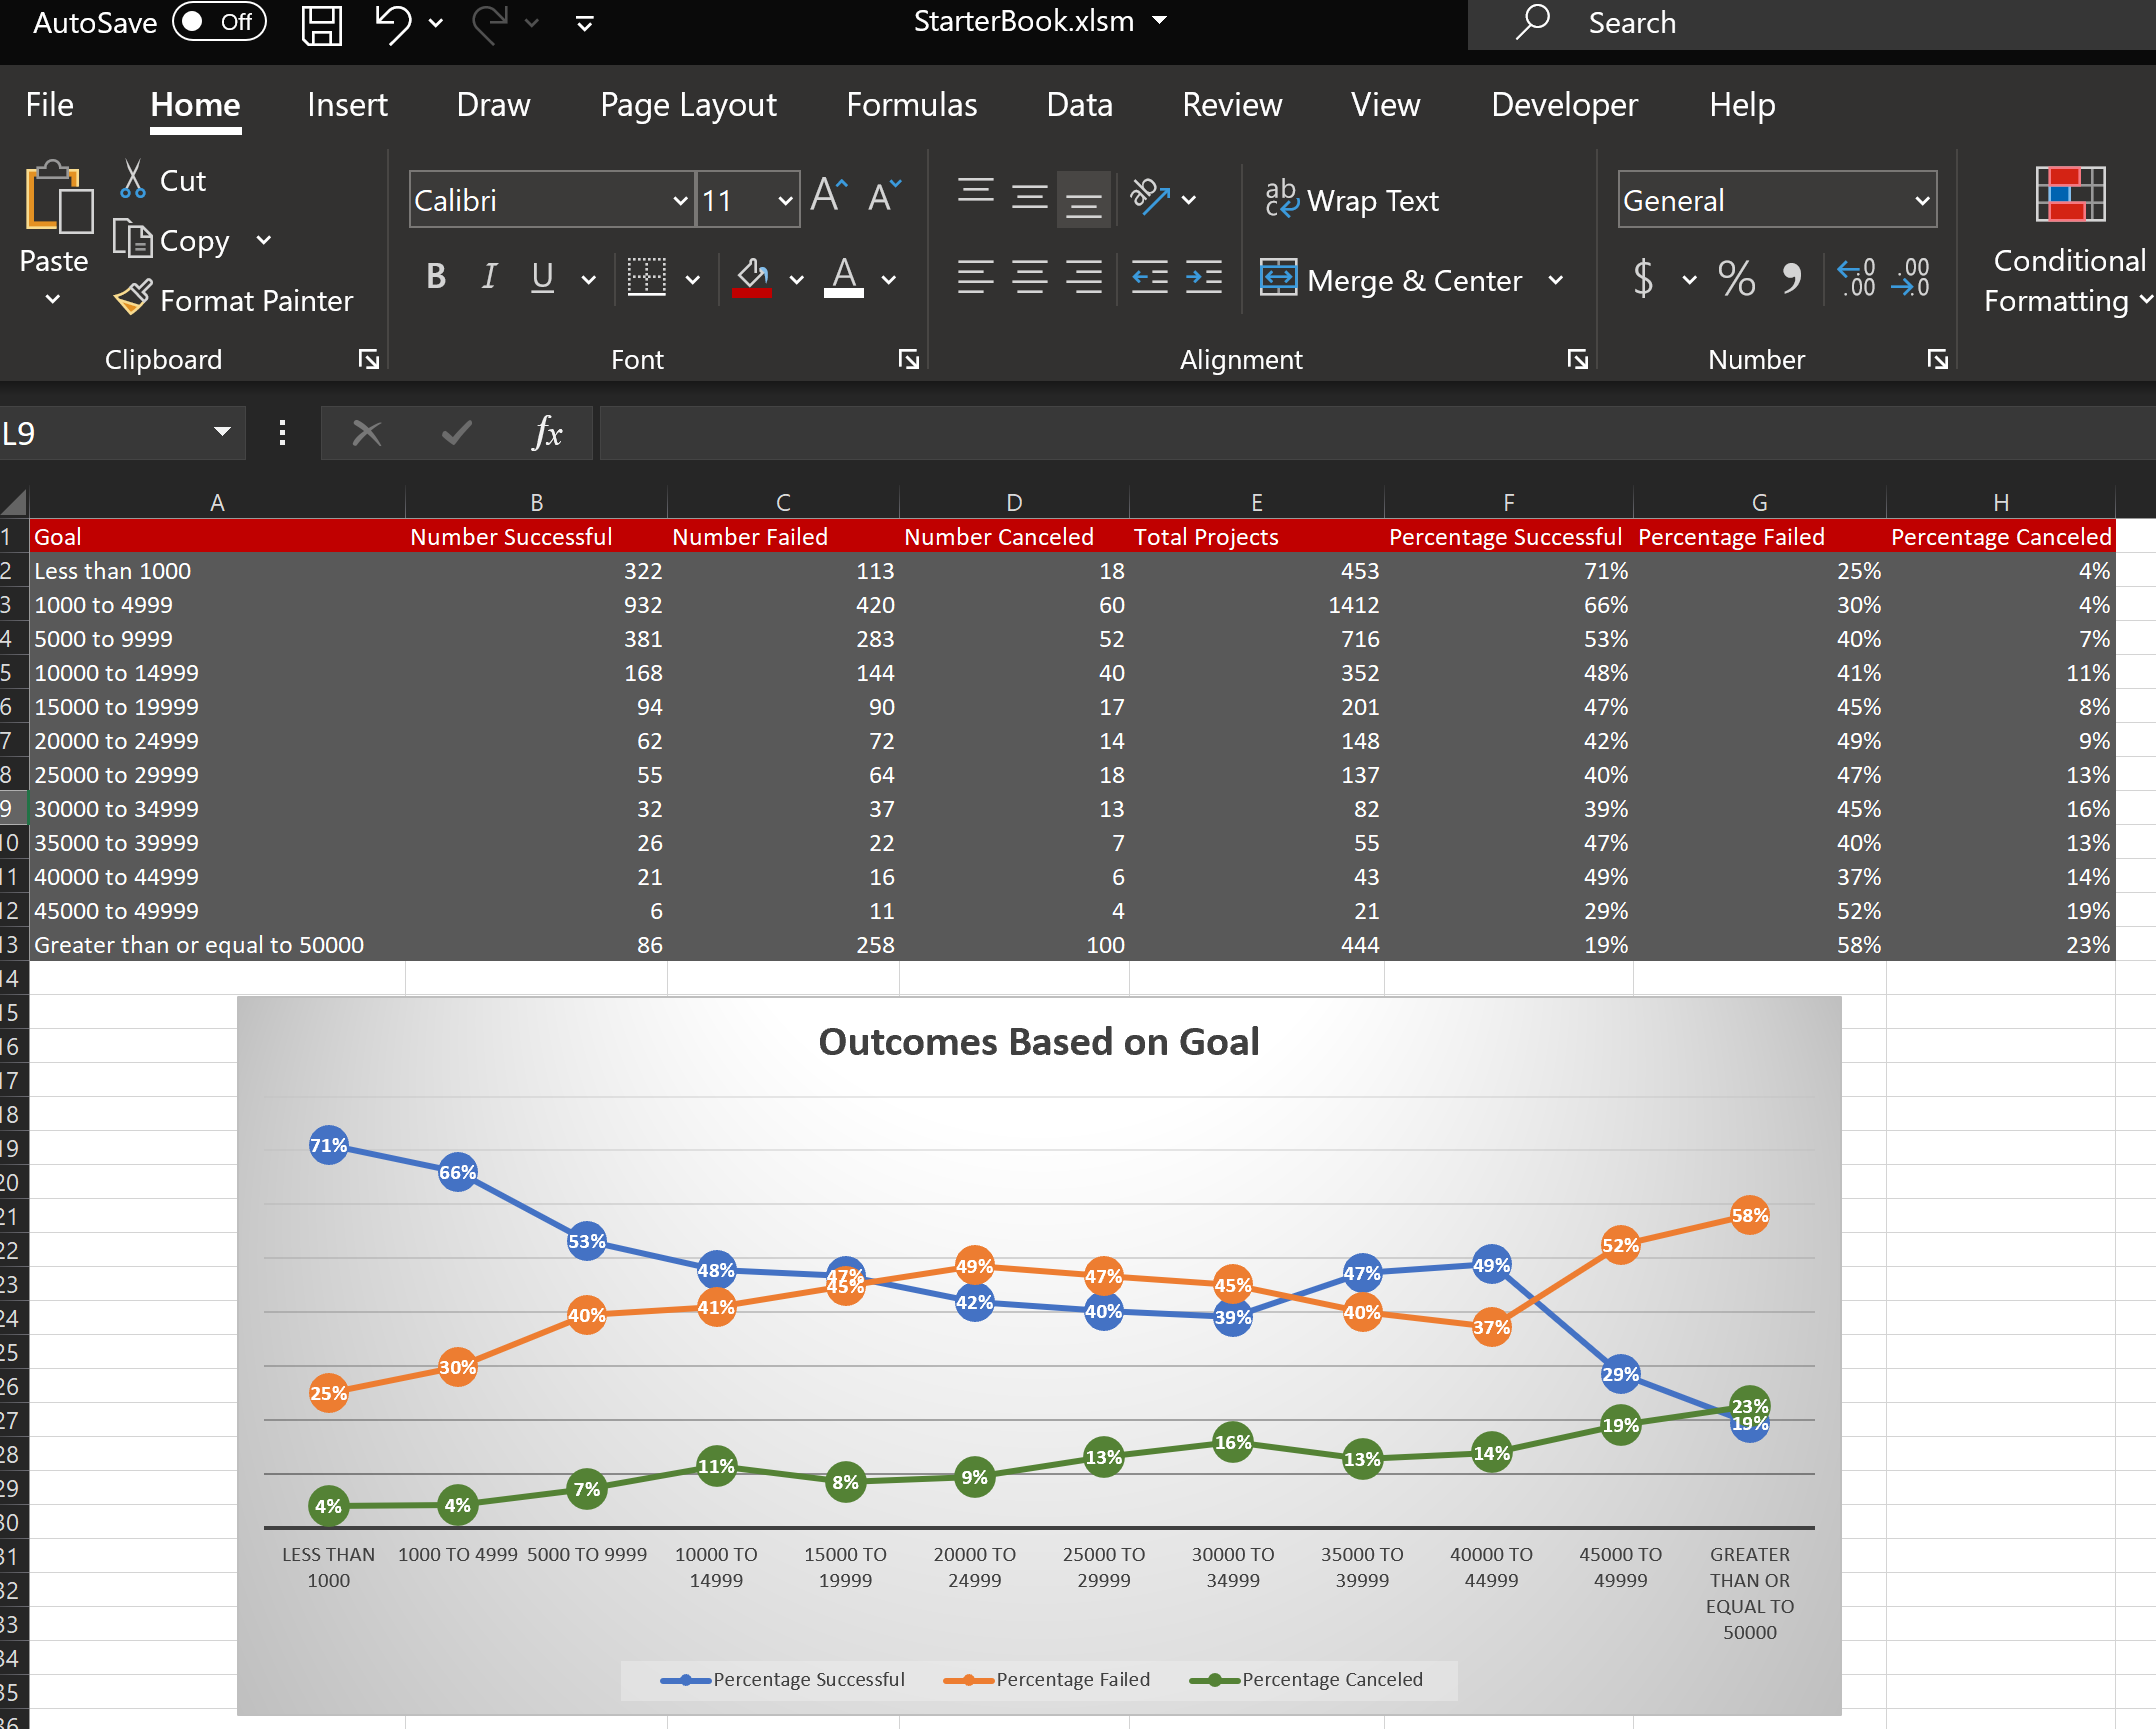 AutoSave Off StarterBook.xlsm Search
File Home Insert Draw Page Layout Formulas Data Review View Developer Help
Paste
Cut
Copy
Format Painter
Clipboard
Calibri 11
B I U A
Font
Wrap Text
Merge & Center
Alignment
General
$ % 9 .00 .00 .0
Number
Conditional
Formatting
L9 fx
A B C D E F G H
1 Goal Number Successful Number Failed Number Canceled Total Projects Percentage Successful Percentage Failed Percentage Canceled
2 Less than 1000 322 113 18 453 71% 25% 4%
3 1000 to 4999 932 420 60 1412 66% 30% 4%
4 5000 to 9999 381 283 52 716 53% 40% 7%
5 10000 to 14999 168 144 40 352 48% 41% 11%
6 15000 to 19999 94 90 17 201 47% 45% 8%
7 20000 to 24999 62 72 14 148 42% 49% 9%
8 25000 to 29999 55 64 18 137 40% 47% 13%
9 30000 to 34999 32 37 13 82 39% 45% 16%
10 35000 to 39999 26 22 7 55 47% 40% 13%
11 40000 to 44999 21 16 6 43 49% 37% 14%
12 45000 to 49999 6 11 4 21 29% 52% 19%
13 Greater than or equal to 50000 86 258 100 444 19% 58% 23%
14
15
16
17
18
19
20
21
22
23
24
25
26
27
28
29
30
31
32
33
34
35
36
Outcomes Based on Goal
71% 66% 53% 48% 47% 42% 40% 39% 47% 49% 29% 19%
25% 30% 40% 41% 45% 49% 47% 45% 40% 37% 52% 58%
4% 4% 7% 11% 8% 9% 13% 16% 13% 14% 19% 23%
LESS THAN 1000
1000 TO 4999
5000 TO 9999
10000 TO 14999
15000 TO 19999
20000 TO 24999
25000 TO 29999
30000 TO 34999
35000 TO 39999
40000 TO 44999
45000 TO 49999
GREATER THAN OR EQUAL TO 50000
Percentage Successful Percentage Failed Percentage Canceled